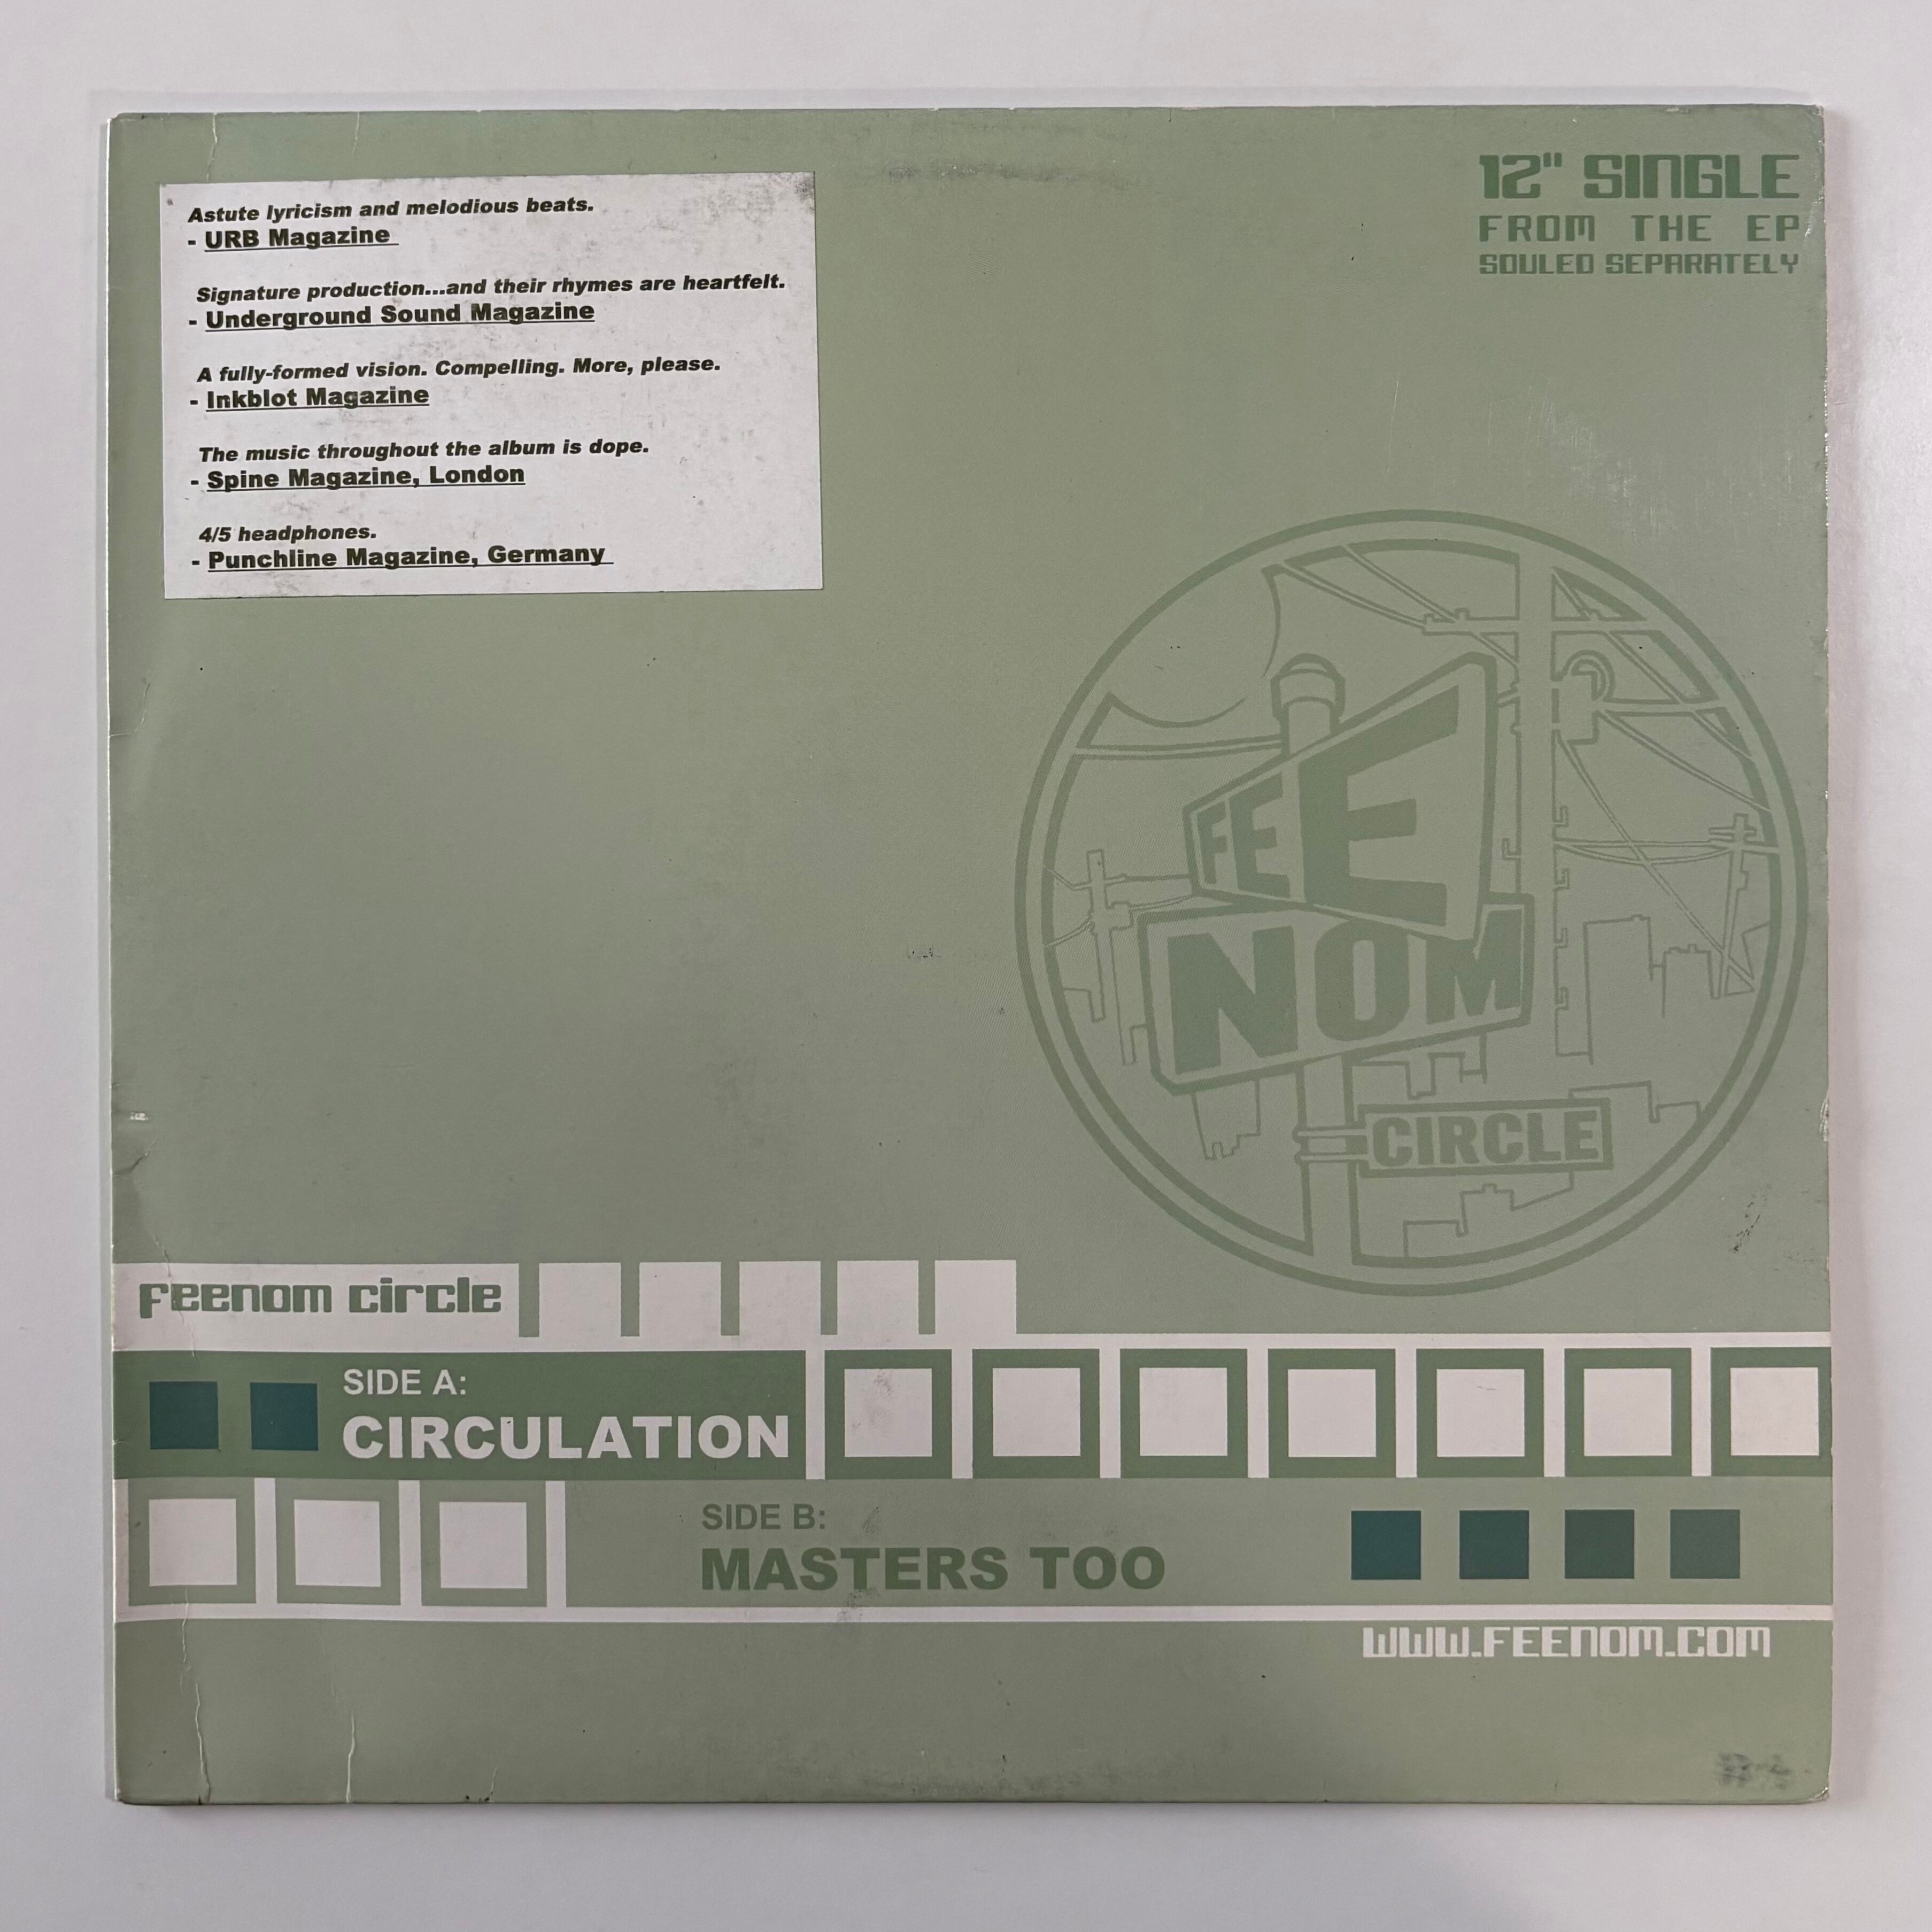 Astute lyricism and melodious beats.
- URB Magazine
Signature production...and their rhymes are heartfelt.
- Underground Sound Magazine
A fully-formed vision. Compelling. More, please.
- Inkblot Magazine
The music throughout the album is dope.
- Spine Magazine, London
4/5 headphones.
- Punchline Magazine, Germany
12" SINGLE
FROM THE EP
SOULED SEPARATELY
FEE
NOM
CIRCLE
feenom circle
SIDE A:
CIRCULATION
SIDE B:
MASTERS TOO
WWW.FEENOM.COM